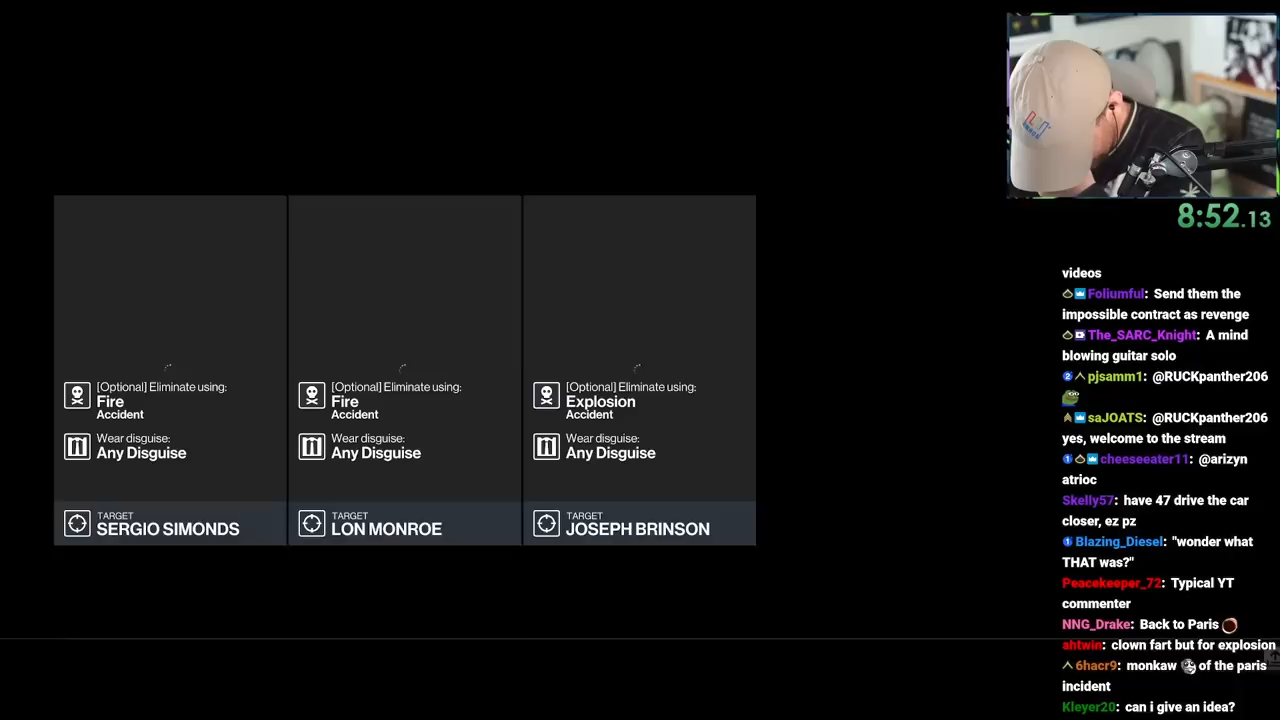 [Optional] Eliminate using:
Fire
Accident
Wear disguise:
Any Disguise
TARGET
SERGIO SIMONDS
[Optional] Eliminate using:
Fire
Accident
Wear disguise:
Any Disguise
TARGET
LON MONROE
[Optional] Eliminate using:
Explosion
Accident
Wear disguise:
Any Disguise
TARGET
JOSEPH BRINSON
8:52.13
videos
Foliumful: Send them the
impossible contract as revenge
The_SARC_Knight: A mind
blowing guitar solo
pjsamm1: @RUCKpanther206
saJOATS: @RUCKpanther206
yes, welcome to the stream
cheeseeater11: @arizyn
atrioc
Skelly57: have 47 drive the car
closer, ez pz
Blazing_Diesel: "wonder what
THAT was?"
Peacekeeper_72: Typical YT
commenter
NNG_Drake: Back to Paris
ahtwin: clown fart but for explosion
6hacr9: monkaw of the paris
incident
Kleyer20: can i give an idea?